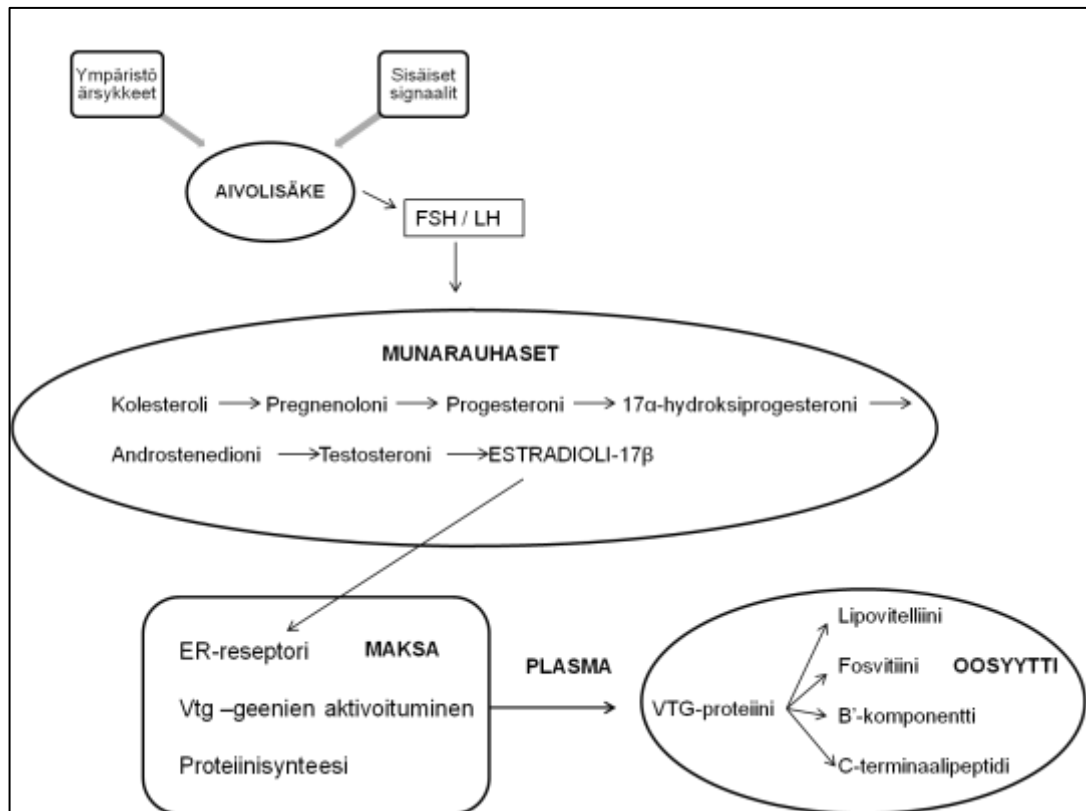 Ympäristö
ärsykkeet
Sisäiset
signaalit
AIVOLISÄKE
FSH / LH
MUNARAUHASET
Kolesteroli → Pregnenoloni → Progesteroni → 17α-hydroksiprogesteroni →
Androstenedioni → Testosteroni → ESTRADIOLI-17β
ER-reseptori MAKSA
Vtg –geenien aktivoituminen
Proteiinisynteesi
PLASMA
VTG-proteiini
Lipovitelliini
Fosvitiini OOSYYTTI
B'-komponentti
C-terminaalipeptidi